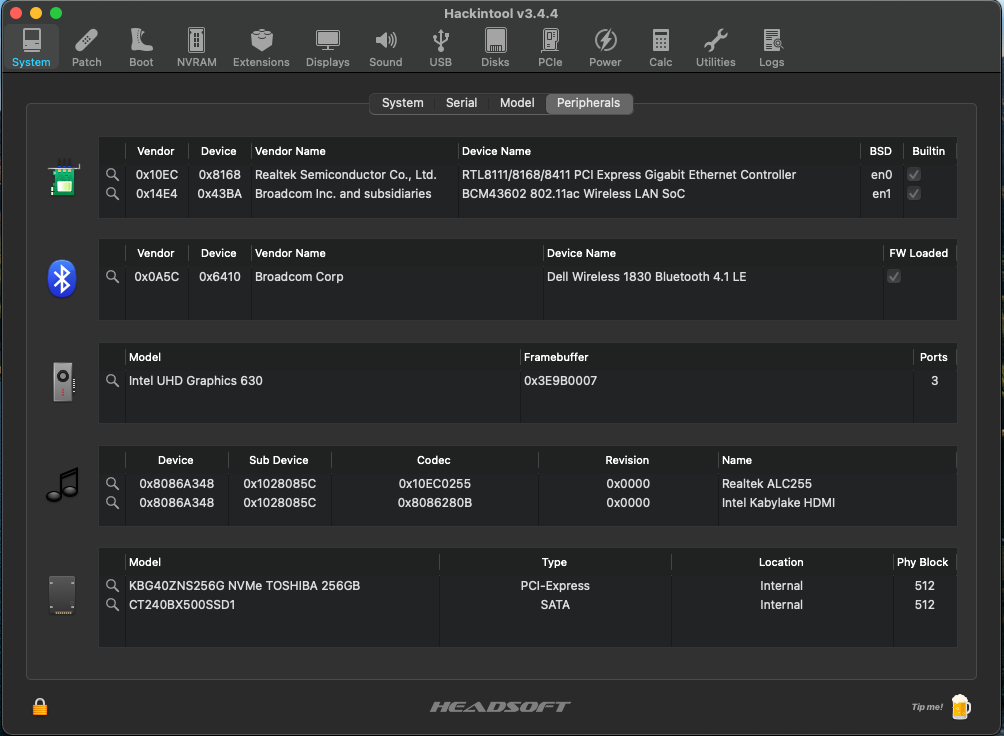 Hackintool v3.4.4
System Patch Boot NVRAM Extensions Displays Sound USB Disks PCIe Power Calc Utilities Logs
System Serial Model Peripherals
Vendor Device Vendor Name Device Name BSD Builtin
0x10EC 0x8168 Realtek Semiconductor Co., Ltd. RTL8111/8168/8411 PCI Express Gigabit Ethernet Controller en0
0x14E4 0x43BA Broadcom Inc. and subsidiaries BCM43602 802.11ac Wireless LAN SoC en1
Vendor Device Vendor Name Device Name FW Loaded
0x0A5C 0x6410 Broadcom Corp Dell Wireless 1830 Bluetooth 4.1 LE
Model Framebuffer Ports
Intel UHD Graphics 630 0x3E9B0007 3
Device Sub Device Codec Revision Name
0x8086A348 0x1028085C 0x10EC0255 0x0000 Realtek ALC255
0x8086A348 0x1028085C 0x8086280B 0x0000 Intel Kabylake HDMI
Model Type Location Phy Block
KBG40ZNS256G NVMe TOSHIBA 256GB PCI-Express Internal 512
CT240BX500SSD1 SATA Internal 512
HEADSOFT Tip me!